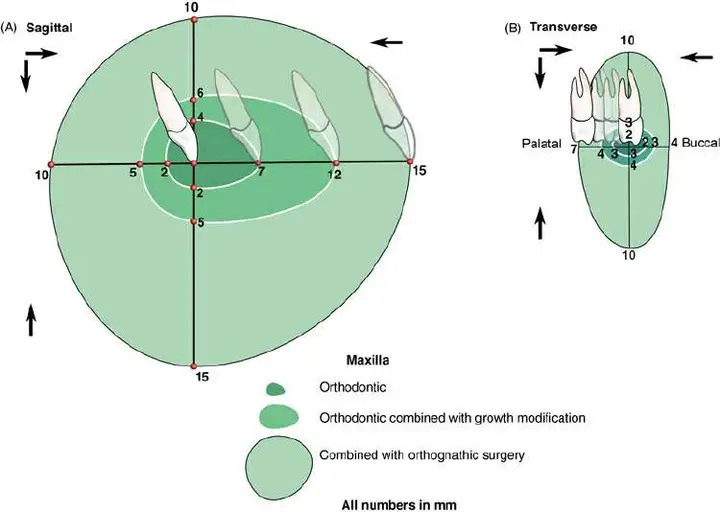 (A) Sagittal
10
6
4
10 5 2 7 12 15
2
5
15
(B) Transverse
10
3
2
Palatal 7 4 3 3 2 3 4 Buccal
4
10
Maxilla
Orthodontic
Orthodontic combined with growth modification
Combined with orthognathic surgery
All numbers in mm